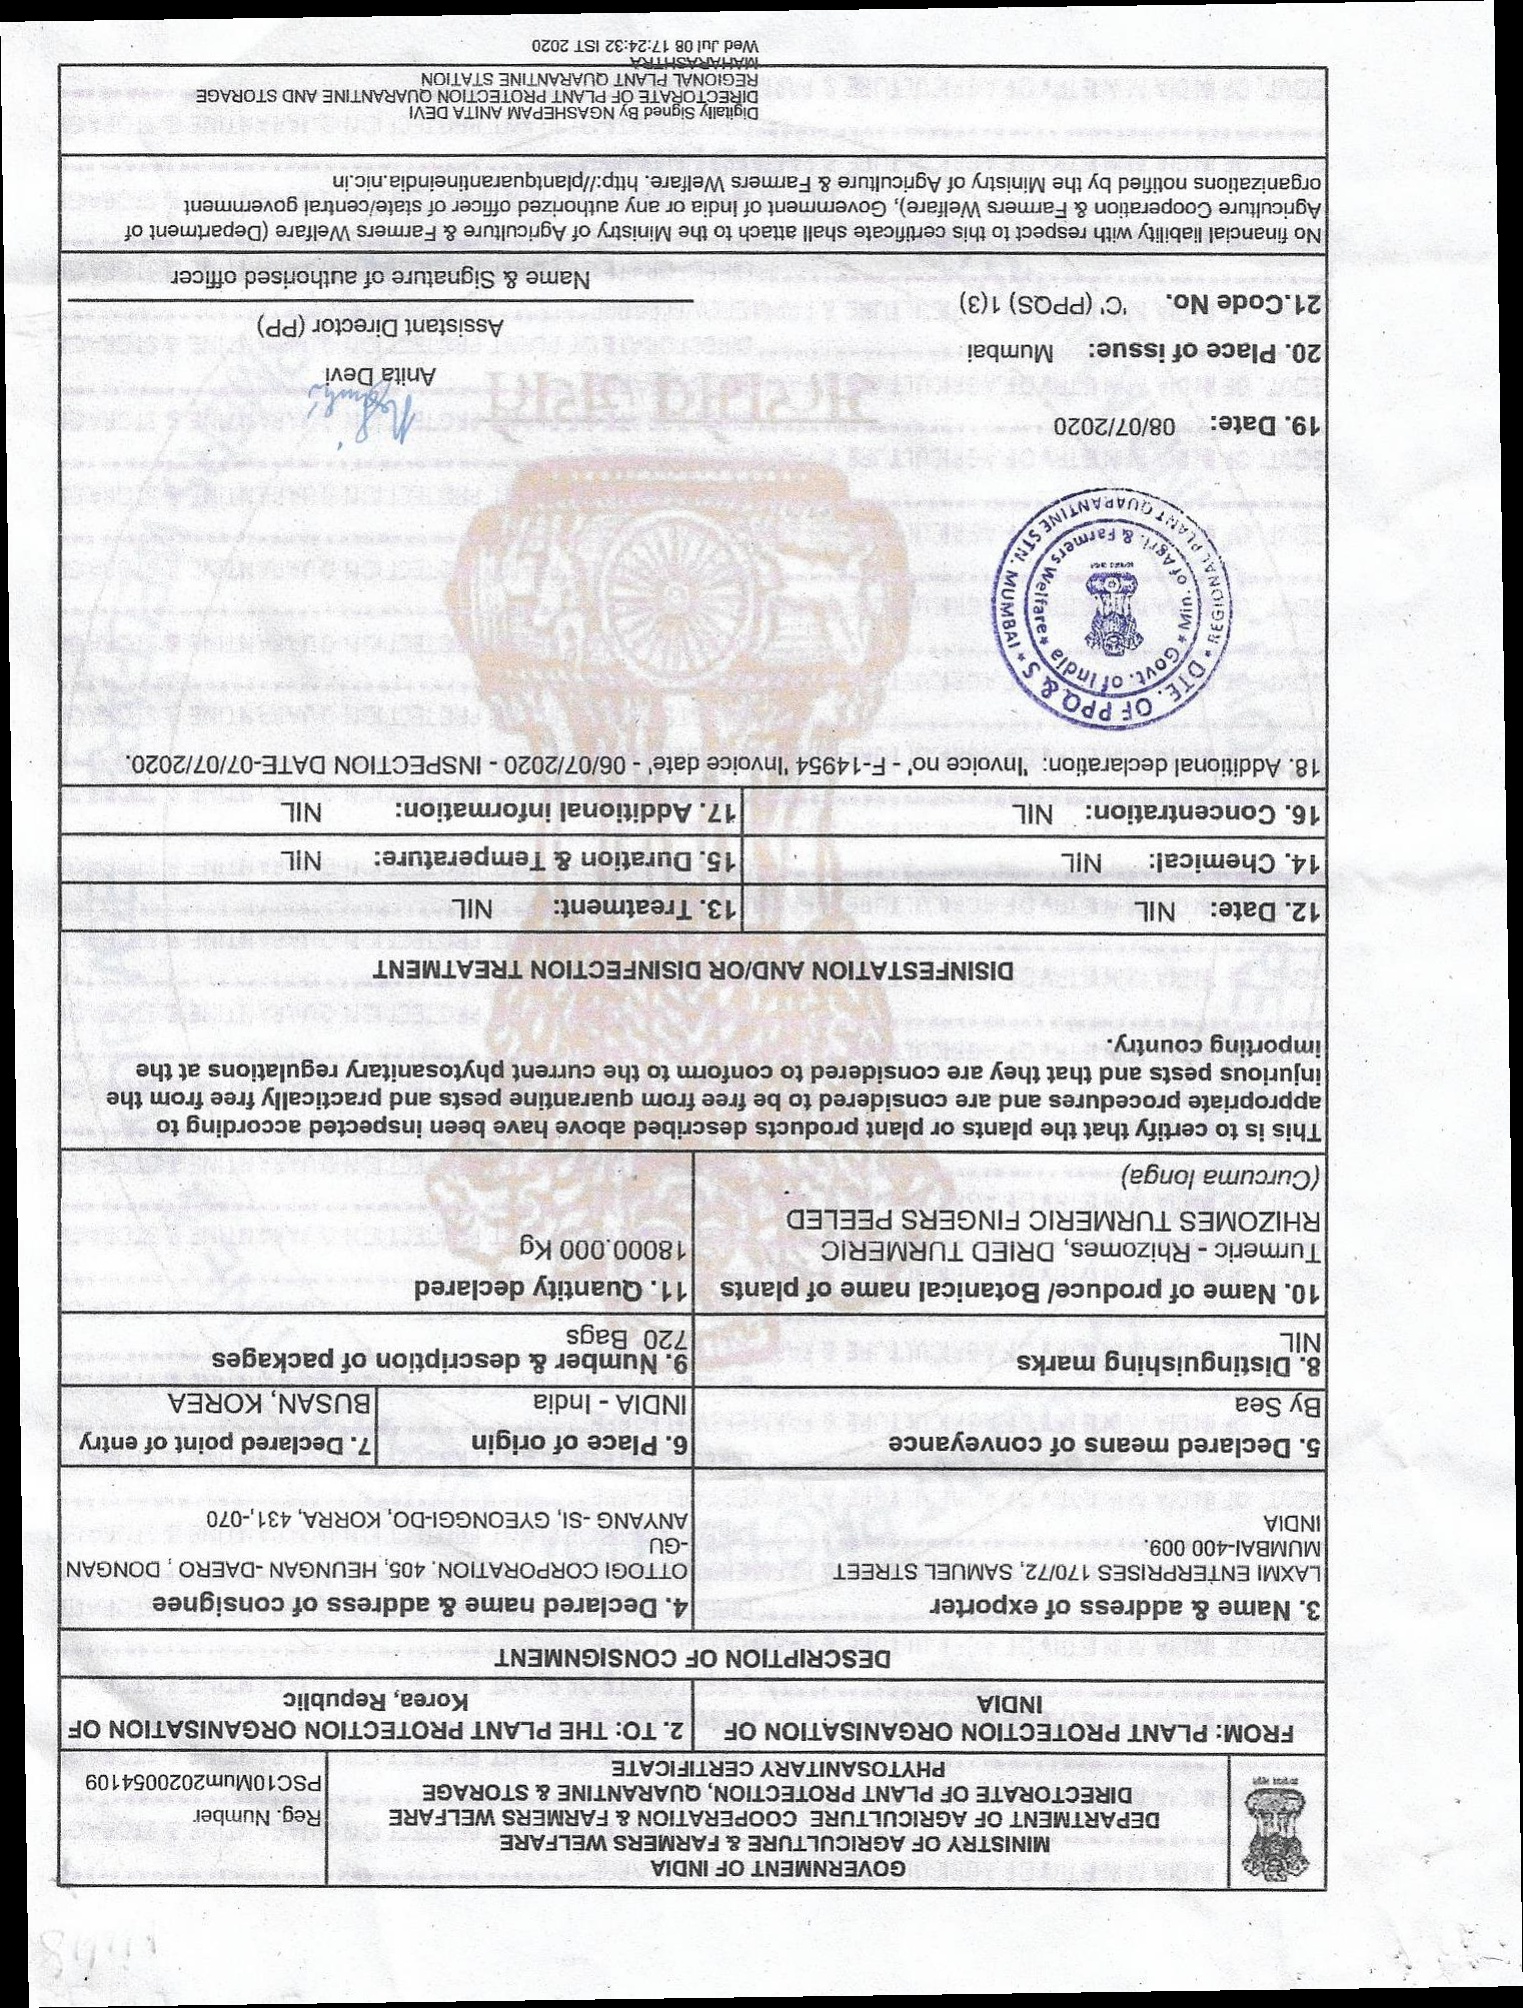 GOVERNMENT OF INDIA
MINISTRY OF AGRICULTURE & FARMERS WELFARE
DEPARTMENT OF AGRICULTURE COOPERATION & FARMERS WELFARE
DIRECTORATE OF PLANT PROTECTION, QUARANTINE & STORAGE
PHYTOSANITARY CERTIFICATE
Reg. Number
PSC10Mum2020054109
FROM: PLANT PROTECTION ORGANISATION OF
INDIA
2. TO: THE PLANT PROTECTION ORGANISATION OF
Korea, Republic
DESCRIPTION OF CONSIGNMENT
3. Name & address of exporter
LAXMI ENTERPRISES 170/72, SAMUEL STREET
MUMBAI-400 009.
INDIA
4. Declared name & address of consignee
OTTOGI CORPORATION. 405, HEUNGAN -DAERO , DONGAN
-GU
ANYANG -SI, GYEONGGI-DO, KORRA, 431,-070
5. Declared means of conveyance
By Sea
6. Place of origin
INDIA - India
7. Declared point of entry
BUSAN, KOREA
8. Distinguishing marks
NIL
9. Number & description of packages
720 Bags
10. Name of produce/ Botanical name of plants
Turmeric - Rhizomes, DRIED TURMERIC
RHIZOMES TURMERIC FINGERS PEELED
(Curcuma longa)
11. Quantity declared
18000.000 Kg
This is to certify that the plants or plant products described above have been inspected according to
appropriate procedures and are considered to be free from quarantine pests and practically free from the
injurious pests and that they are considered to conform to the current phytosanitary regulations at the
importing country.
DISINFESTATION AND/OR DISINFECTION TREATMENT
12. Date: NIL
13. Treatment: NIL
14. Chemical: NIL
15. Duration & Temperature: NIL
16. Concentration: NIL
17. Additional information: NIL
18. Additional declaration: 'Invoice no' - F-14954 'Invoice date' - 06/07/2020 - INSPECTION DATE-07/07/2020.
DTE. OF PPQ & S
REGIONAL PLANT QUARANTINE STN. MUMBAI
Govt. of India
Min. of Agri. & Farmers Welfare
19. Date: 08/07/2020
Anita Devi
20. Place of issue: Mumbai
Assistant Director (PP)
21.Code No. 'C' (PPQS) 1(3)
Name & Signature of authorised officer
No financial liability with respect to this certificate shall attach to the Ministry of Agriculture & Farmers Welfare (Department of
Agriculture Cooperation & Farmers Welfare), Government of India or any authorized officer of state/central government
organizations notified by the Ministry of Agriculture & Farmers Welfare. http://plantquarantineindia.nic.in
Digitally Signed By NGASHEPAM ANITA DEVI
DIRECTORATE OF PLANT PROTECTION QUARANTINE AND STORAGE
REGIONAL PLANT QUARANTINE STATION
MAHARASHTRA
Wed Jul 08 17:24:32 IST 2020